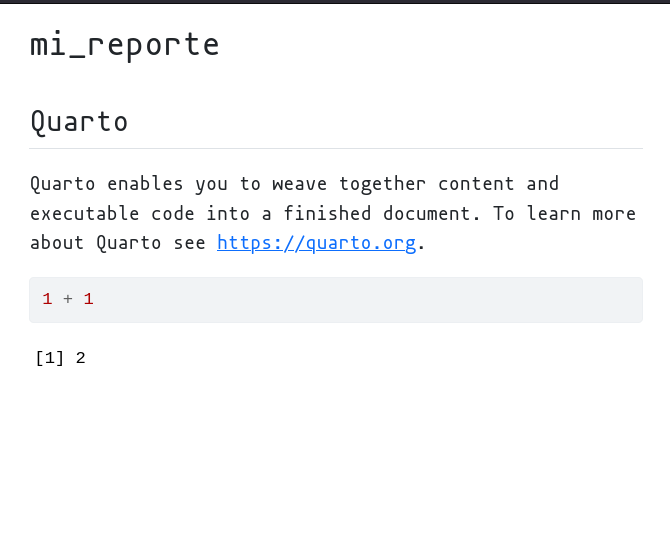 mi_reporte
Quarto
Quarto enables you to weave together content and
executable code into a finished document. To learn more
about Quarto see https://quarto.org.
1 + 1
[1] 2